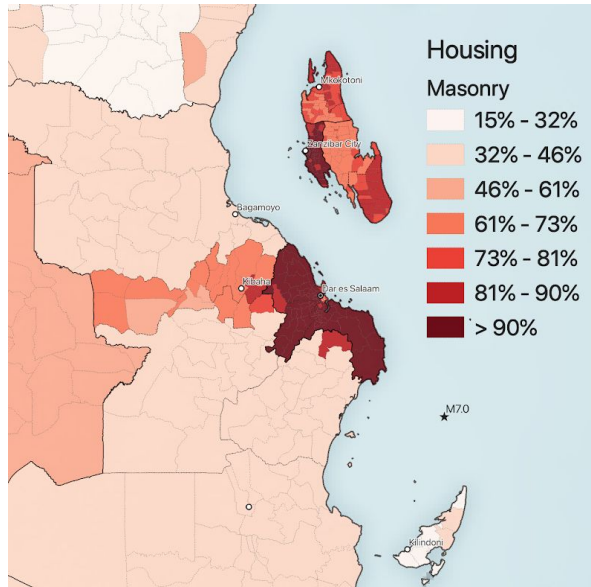 Housing
Masonry
15% - 32%
32% - 46%
46% - 61%
61% - 73%
73% - 81%
81% - 90%
> 90%
Mkokotoni
Zanzibar City
Bagamoyo
Kibaha
Dar es Salaam
M7.0
Kilindoni